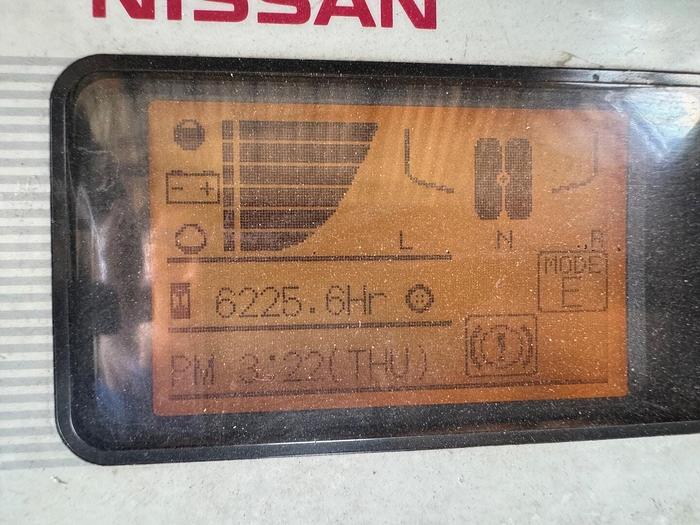 NISSAN
- +
L N R
MODE
E
H 6225.6Hr
PM 3:22(THU)